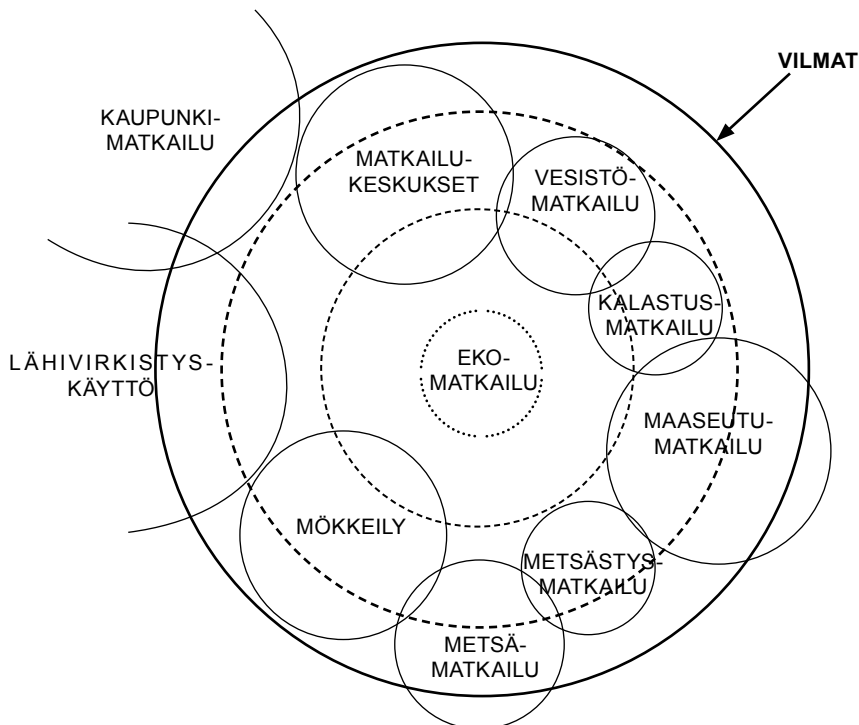 VILMAT
KAUPUNKI-
MATKAILU
MATKAILU-
KESKUKSET
VESISTÖ-
MATKAILU
KALASTUS-
MATKAILU
EKO-
MATKAILU
LÄHIVIRKISTYS-
KÄYTTÖ
MAASEUTU-
MATKAILU
MÖKKEILY
METSÄSTYS-
MATKAILU
METSÄ-
MATKAILU